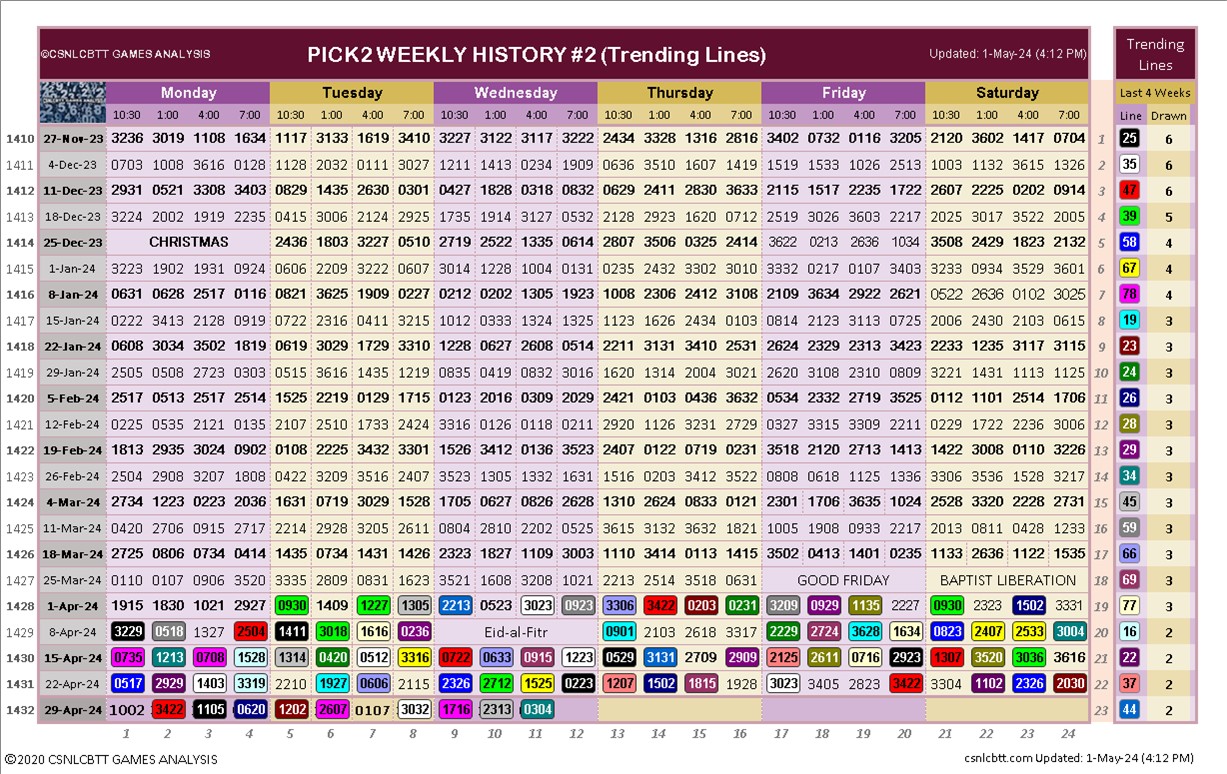 ©CSNLCBTT GAMES ANALYSIS PICK2 WEEKLY HISTORY #2 (Trending Lines) Updated: 1-May-24 (4:12 PM) Trending Lines
Monday Tuesday Wednesday Thursday Friday Saturday Last 4 Weeks
10:30 1:00 4:00 7:00 10:30 1:00 4:00 7:00 10:30 1:00 4:00 7:00 10:30 1:00 4:00 7:00 10:30 1:00 4:00 7:00 10:30 1:00 4:00 7:00 Line Drawn
1410 27-Nov-23 3236 3019 1108 1634 1117 3133 1619 3410 3227 3122 3117 3222 2434 3328 1316 2816 3402 0732 0116 3205 2120 3602 1417 0704 1 25 6
1411 4-Dec-23 0703 1008 3616 0128 1128 2032 0111 3027 1211 1413 0234 1909 0636 3510 1607 1419 1519 1533 1026 2513 1003 1132 3615 1326 2 35 6
1412 11-Dec-23 2931 0521 3308 3403 0829 1435 2630 0301 0427 1828 0318 0832 0629 2411 2830 3633 2115 1517 2235 1722 2607 2225 0202 0914 3 47 6
1413 18-Dec-23 3224 2002 1919 2235 0415 3006 2124 2925 1735 1914 3127 0532 2128 2923 1620 0712 2519 3026 3603 2217 2025 3017 3522 2005 4 39 5
1414 25-Dec-23 CHRISTMAS 2436 1803 3227 0510 2719 2522 1335 0614 2807 3506 0325 2414 3622 0213 2636 1034 3508 2429 1823 2132 5 58 4
1415 1-Jan-24 3223 1902 1931 0924 0606 2209 3222 0607 3014 1228 1004 0131 0235 2432 3302 3010 3332 0217 0107 3403 3233 0934 3529 3601 6 67 4
1416 8-Jan-24 0631 0628 2517 0116 0821 3625 1909 0227 0212 0202 1305 1923 1008 2306 2412 3108 2109 3634 2922 2621 0522 2636 0102 3025 7 78 4
1417 15-Jan-24 0222 3413 2128 0919 0722 2316 0411 3215 1012 0333 1324 1325 1123 1626 2434 0103 0814 2123 3113 0725 2006 2430 2103 0615 8 19 3
1418 22-Jan-24 0608 3034 3502 1819 0619 3029 1729 3310 1228 0627 2608 0514 2211 3131 3410 2531 2624 2329 2313 3423 2233 1235 3117 3115 9 23 3
1419 29-Jan-24 2505 0508 2723 0303 0515 3616 1435 1219 0835 0419 0832 3016 1620 1314 2004 3021 2620 3108 2310 0809 3221 1431 1113 1125 10 24 3
1420 5-Feb-24 2517 0513 2517 2514 1525 2219 0129 1715 0123 2016 0309 2029 2421 0103 0436 3632 0534 2332 2719 3525 0112 1101 2514 1706 11 26 3
1421 12-Feb-24 0225 0535 2121 0135 2107 2510 1733 2424 3316 0126 0118 0211 2920 1126 3231 2729 0327 3315 3309 2211 0229 1722 2236 3006 12 28 3
1422 19-Feb-24 1813 2935 3024 0902 0108 2225 3432 3301 1526 3412 0136 3523 2407 0122 0719 0231 3518 2120 2713 1413 1422 3008 0110 3226 13 29 3
1423 26-Feb-24 2504 2908 3207 1808 0422 3209 3516 2407 3523 1305 1332 1631 1516 0203 3412 3522 0808 0618 1125 1336 3306 3536 1528 3217 14 34 3
1424 4-Mar-24 2734 1223 0223 2036 1631 0719 3029 1528 1705 0627 0826 2628 1310 2624 0833 0121 2301 1706 3635 1024 2528 3320 2228 2731 15 45 3
1425 11-Mar-24 0420 2706 0915 2717 2214 2928 3205 2611 0804 2810 2202 0525 3615 3132 3632 1821 1005 1908 0933 2217 2013 0811 0428 1233 16 59 3
1426 18-Mar-24 2725 0806 0734 0414 1435 0734 1431 1426 2323 1827 1109 3003 1110 3414 0113 1415 3502 0413 1401 0235 1133 2636 1122 1535 17 66 3
1427 25-Mar-24 0110 0107 0906 3520 3335 2809 0831 1623 3521 1608 3208 1021 2213 2514 3518 0631 GOOD FRIDAY BAPTIST LIBERATION 18 69 3
1428 1-Apr-24 1915 1830 1021 2927 0930 1409 1227 1305 2213 0523 3023 0923 3306 3422 0203 0231 3209 0929 1135 2227 0930 2323 1502 3331 19 77 3
1429 8-Apr-24 3229 0518 1327 2504 1411 3018 1616 0236 Eid-al-Fitr 0901 2103 2618 3317 2229 2724 3628 1634 0823 2407 2533 3004 20 16 2
1430 15-Apr-24 0735 1213 0708 1528 1314 0420 0512 3316 0722 0633 0915 1223 0529 3131 2709 2909 2125 2611 0716 2923 1307 3520 3036 3616 21 22 2
1431 22-Apr-24 0517 2929 1403 3319 2210 1927 0606 2115 2326 2712 1525 0223 1207 1502 1815 1928 3023 3405 2823 3422 3304 1102 2326 2030 22 37 2
1432 29-Apr-24 1002 3422 1105 0620 1202 2607 0107 3032 1716 2313 0304 23 44 2
1 2 3 4 5 6 7 8 9 10 11 12 13 14 15 16 17 18 19 20 21 22 23 24
©2020 CSNLCBTT GAMES ANALYSIS csnlcbtt.com Updated: 1-May-24 (4:12 PM)